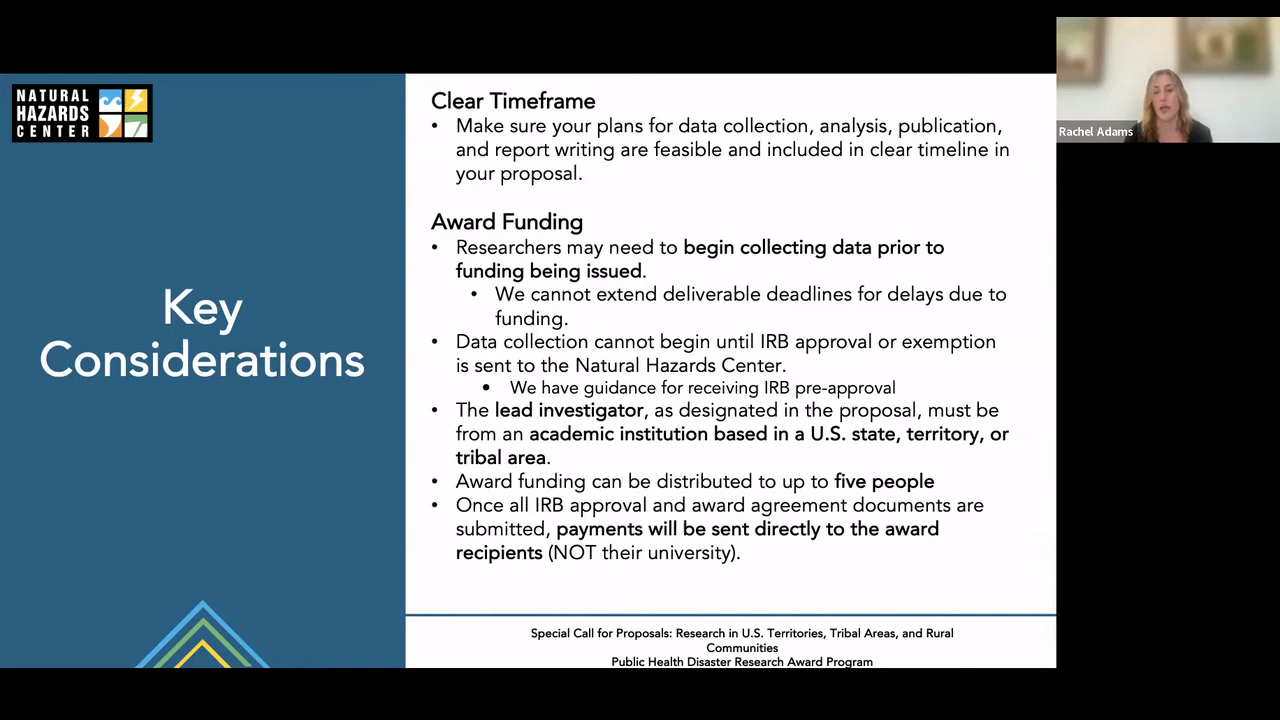 NATURAL
HAZARDS
CENTER
Key
Considerations
Clear Timeframe
• Make sure your plans for data collection, analysis, publication,
and report writing are feasible and included in clear timeline in
your proposal.
Award Funding
• Researchers may need to begin collecting data prior to
funding being issued.
• We cannot extend deliverable deadlines for delays due to
funding.
• Data collection cannot begin until IRB approval or exemption
is sent to the Natural Hazards Center.
• We have guidance for receiving IRB pre-approval
• The lead investigator, as designated in the proposal, must be
from an academic institution based in a U.S. state, territory, or
tribal area.
• Award funding can be distributed to up to five people
• Once all IRB approval and award agreement documents are
submitted, payments will be sent directly to the award
recipients (NOT their university).
Special Call for Proposals: Research in U.S. Territories, Tribal Areas, and Rural
Communities
Public Health Disaster Research Award Program
Rachel Adams